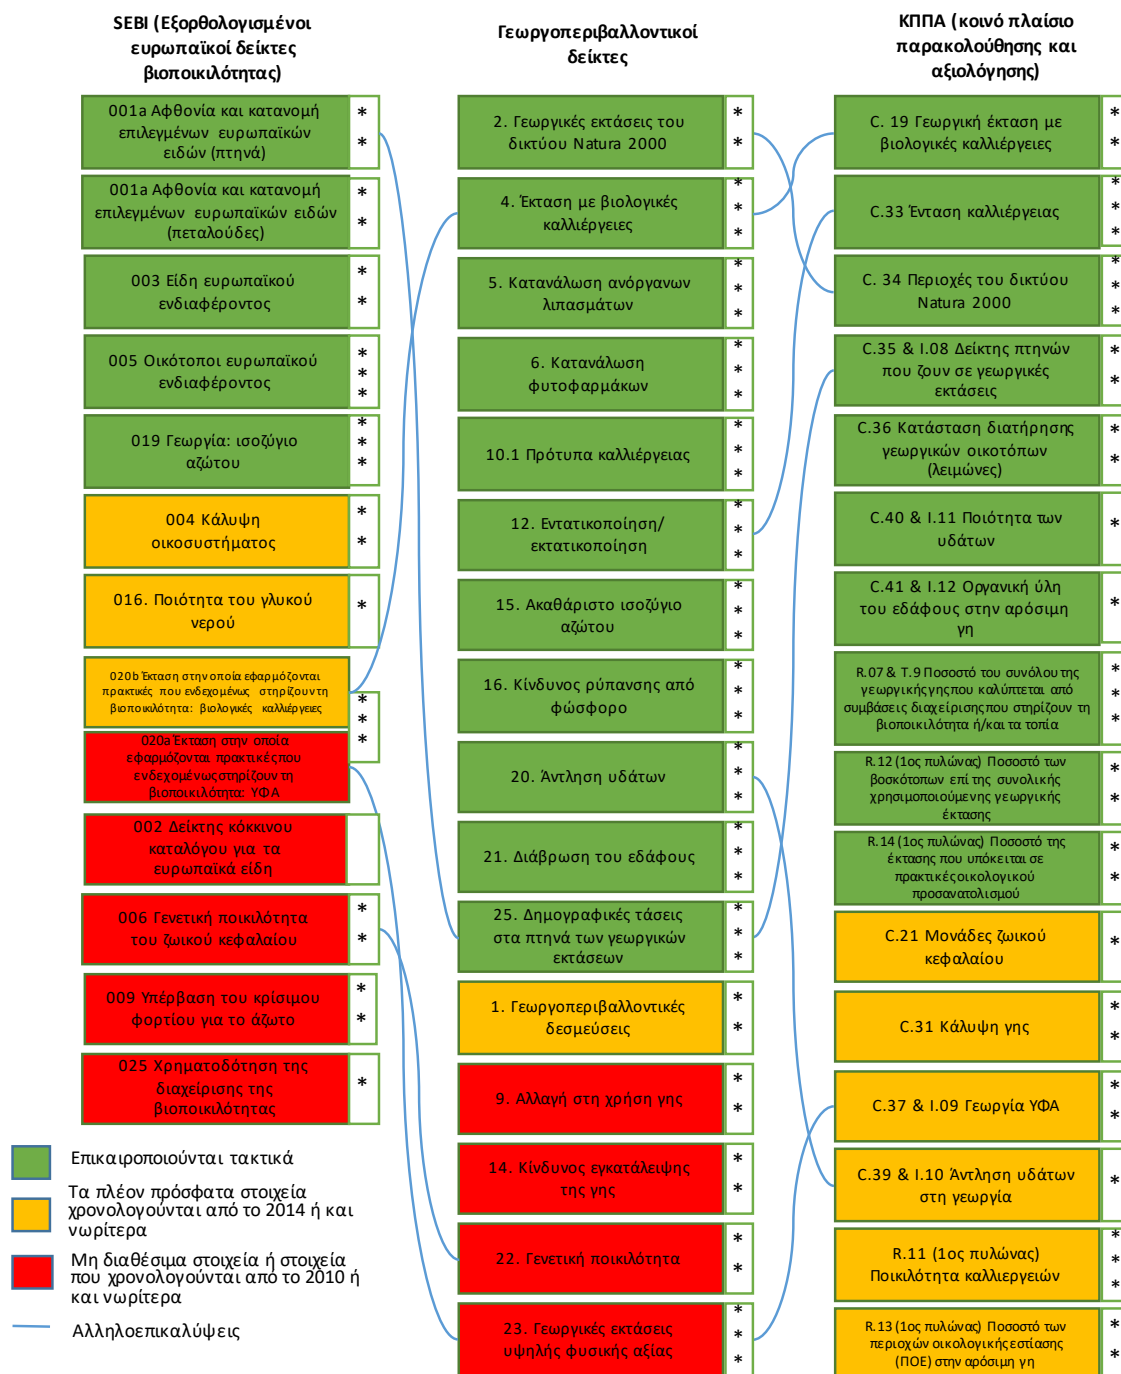 SEBI (Εξορθολογισμένοι
ευρωπαϊκοί δείκτες
βιοποικιλότητας)
001a Αφθονία και κατανομή
επιλεγμένων ευρωπαϊκών
ειδών (πτηνά)
*
*
001a Αφθονία και κατανομή
επιλεγμένων ευρωπαϊκών ειδών
(πεταλούδες)
*
*
003 Είδη ευρωπαϊκού
ενδιαφέροντος
*
*
005 Οικότοποι ευρωπαϊκού
ενδιαφέροντος
*
*
*
019 Γεωργία: ισοζύγιο
αζώτου
*
*
*
004 Κάλυψη
οικοσυστήματος
*
*
016. Ποιότητα του γλυκού
νερού
*
020b Έκταση στην οποία εφαρμόζονται
πρακτικές που ενδεχομένως στηρίζουν τη
βιοποικιλότητα: βιολογικές καλλιέργειες
*
*
*
020a Έκταση στην οποία
εφαρμόζονται πρακτικές που
ενδεχομένως στηρίζουν τη
βιοποικιλότητα: ΥΦΑ
002 Δείκτης κόκκινου
καταλόγου για τα
ευρωπαϊκά είδη
006 Γενετική ποικιλότητα
του ζωικού κεφαλαίου
*
*
009 Υπέρβαση του κρίσιμου
φορτίου για το άζωτο
*
*
025 Χρηματοδότηση της
διαχείρισης της
βιοποικιλότητας
*
Γεωργοπεριβαλλοντικοί
δείκτες
2. Γεωργικές εκτάσεις του
δικτύου Natura 2000
*
*
4. Έκταση με βιολογικές
καλλιέργειες
*
*
*
5. Κατανάλωση ανόργανων
λιπασμάτων
*
*
*
6. Κατανάλωση
φυτοφαρμάκων
*
*
*
10.1 Πρότυπα καλλιέργειας
*
*
*
12. Εντατικοποίηση/
εκτατικοποίηση
*
*
*
15. Ακαθάριστο ισοζύγιο
αζώτου
*
*
*
16. Κίνδυνος ρύπανσης από
φώσφορο
*
*
*
20. Άντληση υδάτων
*
*
*
21. Διάβρωση του εδάφους
*
*
*
25. Δημογραφικές τάσεις
στα πτηνά των γεωργικών
εκτάσεων
*
*
*
1. Γεωργοπεριβαλλοντικές
δεσμεύσεις
*
*
9. Αλλαγή στη χρήση γης
*
*
14. Κίνδυνος εγκατάλειψης
της γης
*
*
22. Γενετική ποικιλότητα
*
*
23. Γεωργικές εκτάσεις
υψηλής φυσικής αξίας
*
*
*
ΚΠΠΑ (κοινό πλαίσιο
παρακολούθησης και
αξιολόγησης)
C. 19 Γεωργική έκταση με
βιολογικές καλλιέργειες
*
*
C.33 Ένταση καλλιέργειας
*
*
*
C. 34 Περιοχές του δικτύου
Natura 2000
*
*
*
C.35 & I.08 Δείκτης πτηνών
που ζουν σε γεωργικές
εκτάσεις
*
*
C.36 Κατάσταση διατήρησης
γεωργικών οικοτόπων
(λειμώνες)
*
*
C.40 & I.11 Ποιότητα των
υδάτων
*
C.41 & I.12 Οργανική ύλη
του εδάφους στην αρόσιμη
γη
*
R.07 & T.9 Ποσοστό του συνόλου της
γεωργικής γης που καλύπτεται από
συμβάσεις διαχείρισης που στηρίζουν τη
βιοποικιλότητα ή/και τα τοπία
*
*
*
R.12 (1ος πυλώνας) Ποσοστό των
βοσκότοπων επί της συνολικής
χρησιμοποιούμενης γεωργικής
έκτασης
*
*
R.14 (1ος πυλώνας) Ποσοστό της
έκτασης που υπόκειται σε
πρακτικές οικολογικού
προσανατολισμού
*
*
C.21 Μονάδες ζωικού
κεφαλαίου
*
C.31 Κάλυψη γης
*
*
C.37 & I.09 Γεωργία ΥΦΑ
*
*
C.39 & I.10 Άντληση υδάτων
στη γεωργία
*
R.11 (1ος πυλώνας)
Ποικιλότητα καλλιεργειών
*
*
*
R.13 (1ος πυλώνας) Ποσοστό των
περιοχών οικολογικής εστίασης
(ΠΟΕ) στην αρόσιμη γη
*
*
Επικαιροποιούνται τακτικά
Τα πλέον πρόσφατα στοιχεία
χρονολογούνται από το 2014 ή και
νωρίτερα
Μη διαθέσιμα στοιχεία ή στοιχεία
που χρονολογούνται από το 2010 ή
και νωρίτερα
Αλληλοεπικαλύψεις